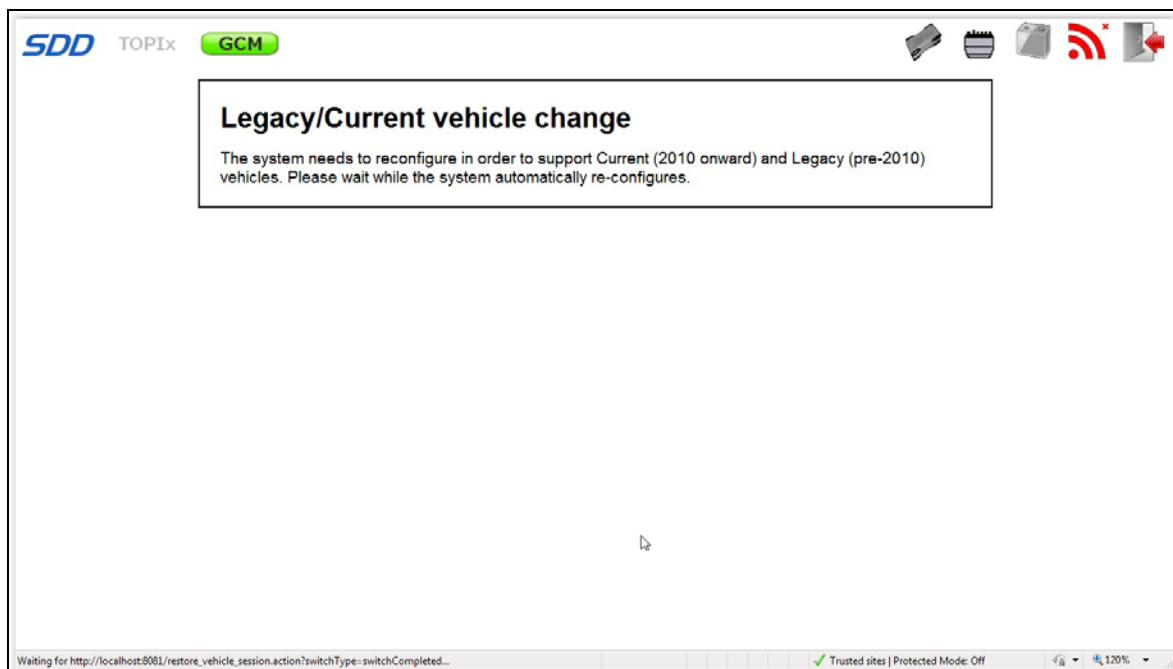 SDD TOPIx GCM
Legacy/Current vehicle change
The system needs to reconfigure in order to support Current (2010 onward) and Legacy (pre-2010)
vehicles. Please wait while the system automatically re-configures.
Waiting for http://localhost:8081/restore_vehicle_session.action?switchType=switchCompleted... Trusted sites | Protected Mode: Off 120%